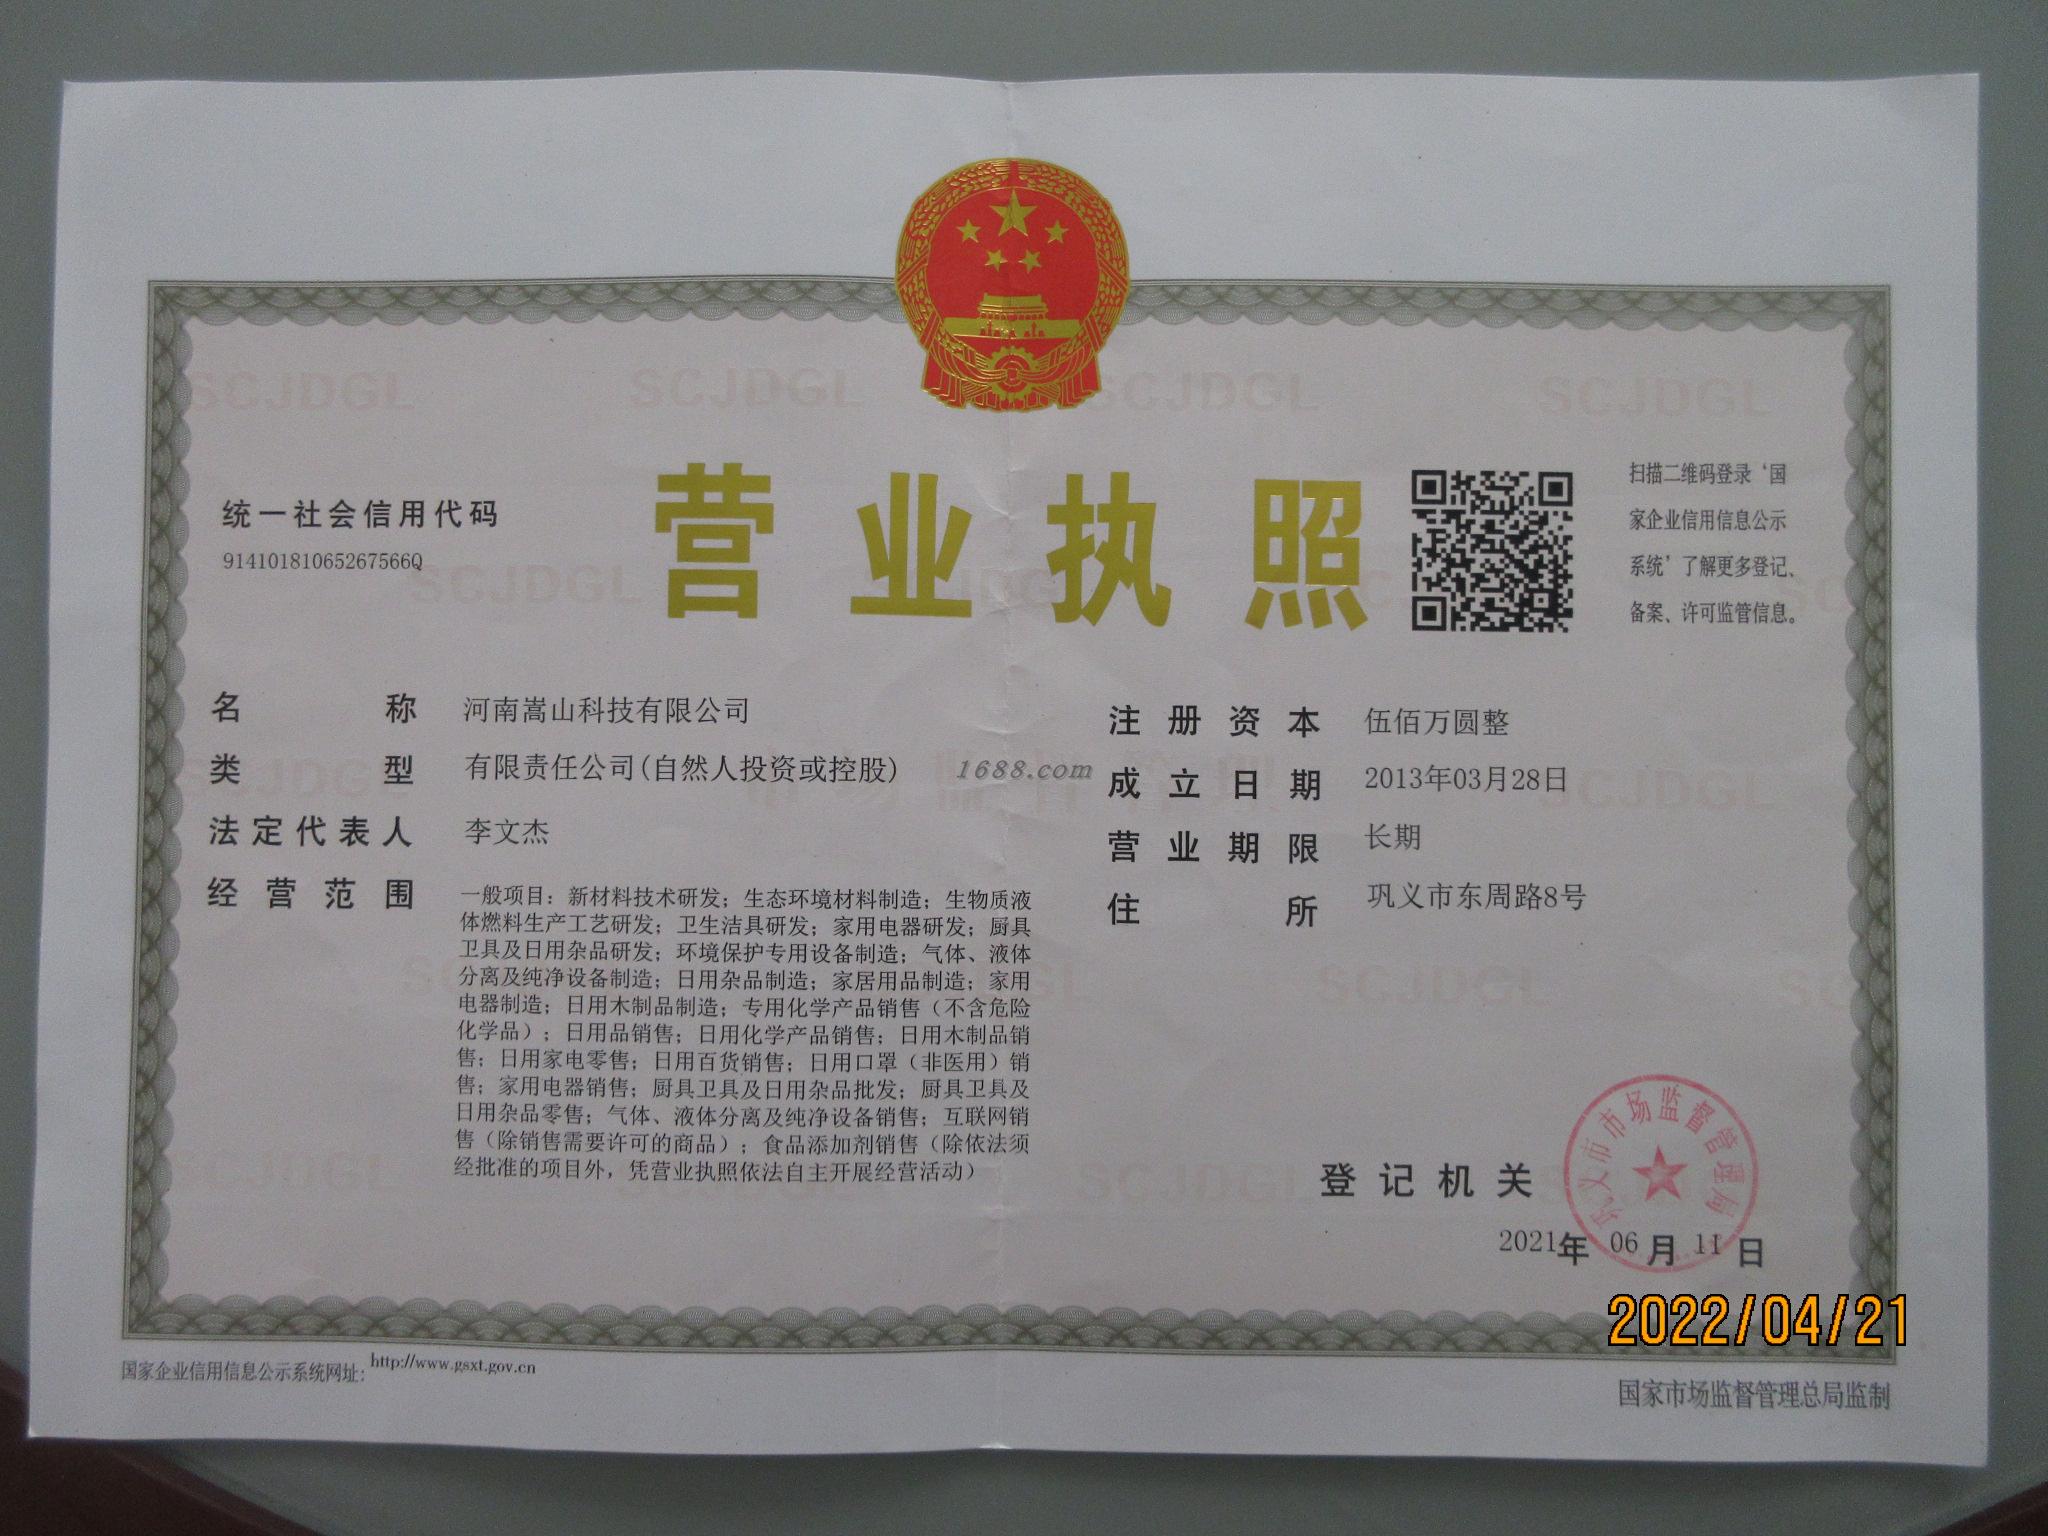 营业执照
统一社会信用代码
91410181065267566Q
扫描二维码登录‘国
家企业信用信息公示
系统’了解更多登记、
备案、许可监管信息。
名称 河南嵩山科技有限公司
类型 有限责任公司(自然人投资或控股)
法定代表人 李文杰
经营范围 一般项目：新材料技术研发；生态环境材料制造；生物质液
体燃料生产工艺研发；卫生洁具研发；家用电器研发；厨具
卫具及日用杂品研发；环境保护专用设备制造；气体、液体
分离及纯净设备制造；日用杂品制造；家居用品制造；家用
电器制造；日用木制品制造；专用化学产品销售（不含危险
化学品）；日用品销售；日用化学产品销售；日用木制品销
售；日用家电零售；日用百货销售；日用口罩（非医用）销
售；家用电器销售；厨具卫具及日用杂品批发；厨具卫具及
日用杂品零售；气体、液体分离及纯净设备销售；互联网销
售（除销售需要许可的商品）；食品添加剂销售（除依法须
经批准的项目外，凭营业执照依法自主开展经营活动）
注册资本 伍佰万圆整
成立日期 2013年03月28日
营业期限 长期
住所 巩义市东周路8号
1688.com
登记机关
巩义市市场监督管理局
2021年06月11日
2022/04/21
国家企业信用信息公示系统网址：http://www.gsxt.gov.cn
国家市场监督管理总局监制
SCJDGL